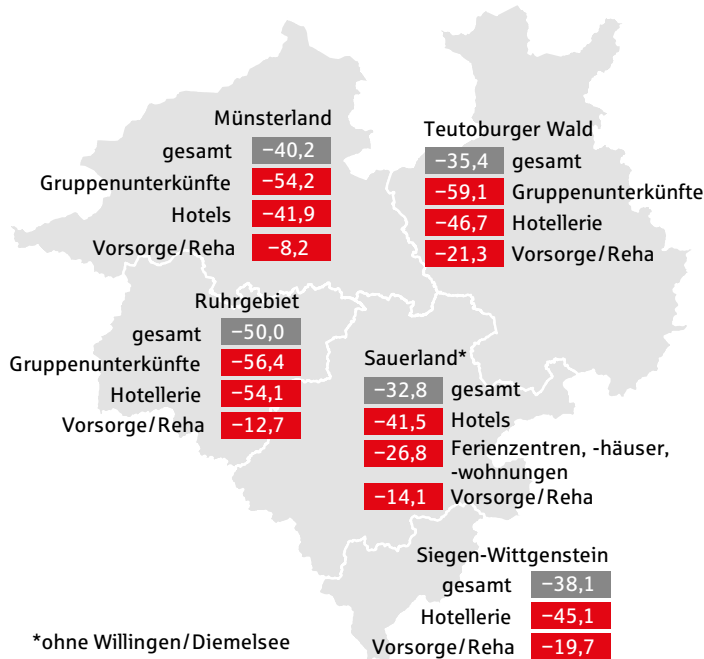 Münsterland
gesamt −40,2
Gruppenunterkünfte −54,2
Hotels −41,9
Vorsorge/Reha −8,2
Teutoburger Wald
−35,4 gesamt
−59,1 Gruppenunterkünfte
−46,7 Hotellerie
−21,3 Vorsorge/Reha
Ruhrgebiet
gesamt −50,0
Gruppenunterkünfte −56,4
Hotellerie −54,1
Vorsorge/Reha −12,7
Sauerland*
−32,8 gesamt
−41,5 Hotels
−26,8 Ferienzentren, -häuser,
-wohnungen
−14,1 Vorsorge/Reha
Siegen-Wittgenstein
gesamt −38,1
Hotellerie −45,1
Vorsorge/Reha −19,7
*ohne Willingen/Diemelsee